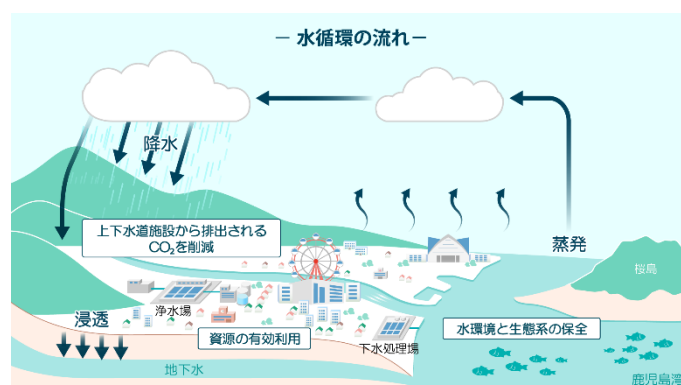 － 水循環の流れ－
降水
上下水道施設から排出される
CO₂を削減
蒸発
桜島
浄水場
浸透
資源の有効利用
下水処理場
水環境と生態系の保全
地下水
鹿児島湾